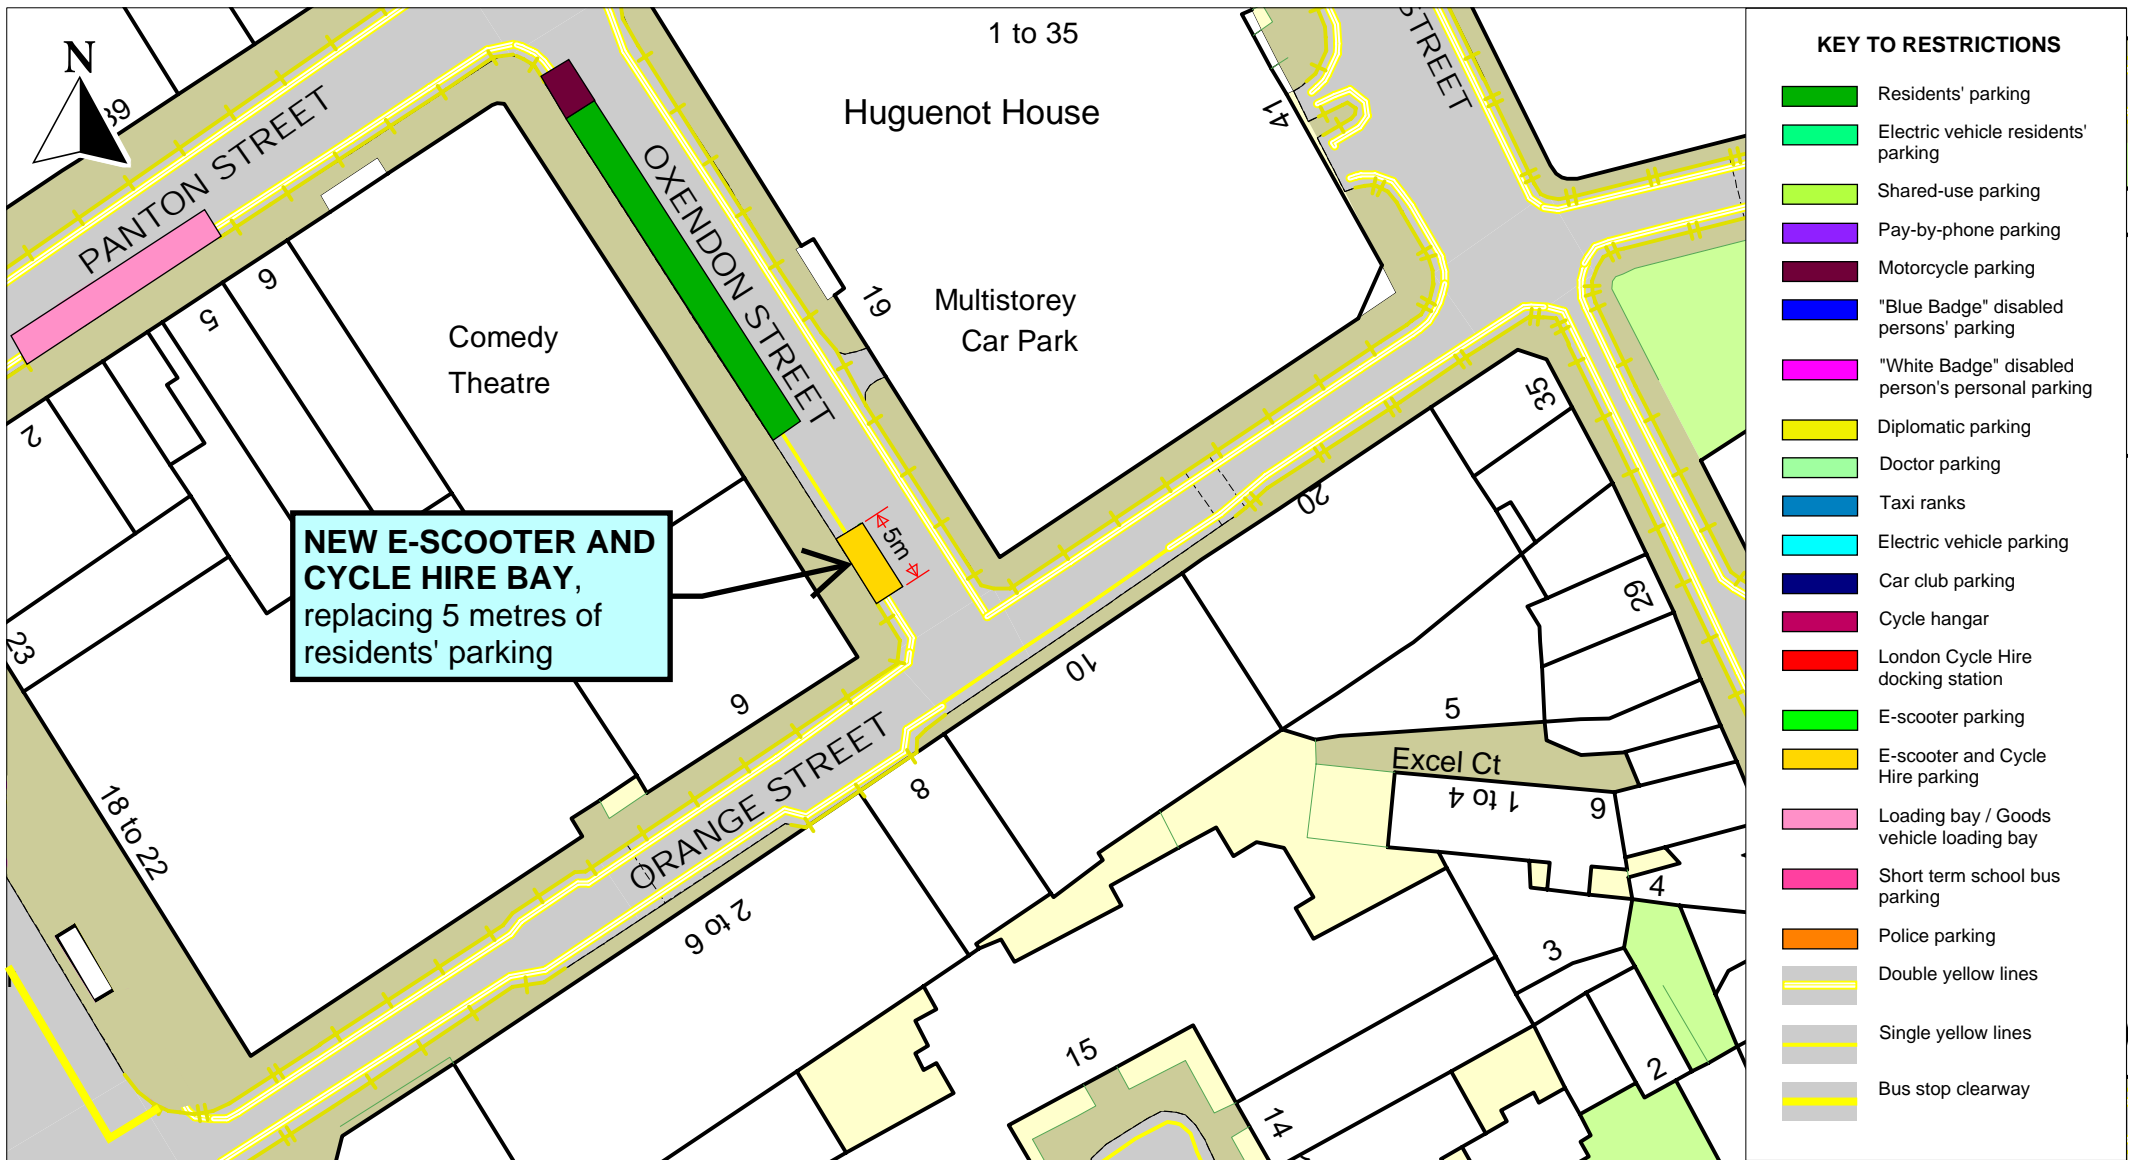 1 to 35
Huguenot House
N
39
PANTON STREET
OXENDON STREET
STREET
41
6
5
2
Comedy
Theatre
19
Multistorey
Car Park
35
20
29
NEW E-SCOOTER AND
CYCLE HIRE BAY,
replacing 5 metres of
residents' parking
5m
23
6
10
5
Excel Ct
1 to 4
6
4
3
2
8
ORANGE STREET
18 to 22
2 to 6
15
14
KEY TO RESTRICTIONS
Residents' parking
Electric vehicle residents'
parking
Shared-use parking
Pay-by-phone parking
Motorcycle parking
"Blue Badge" disabled
persons' parking
"White Badge" disabled
person's personal parking
Diplomatic parking
Doctor parking
Taxi ranks
Electric vehicle parking
Car club parking
Cycle hangar
London Cycle Hire
docking station
E-scooter parking
E-scooter and Cycle
Hire parking
Loading bay / Goods
vehicle loading bay
Short term school bus
parking
Police parking
Double yellow lines
Single yellow lines
Bus stop clearway